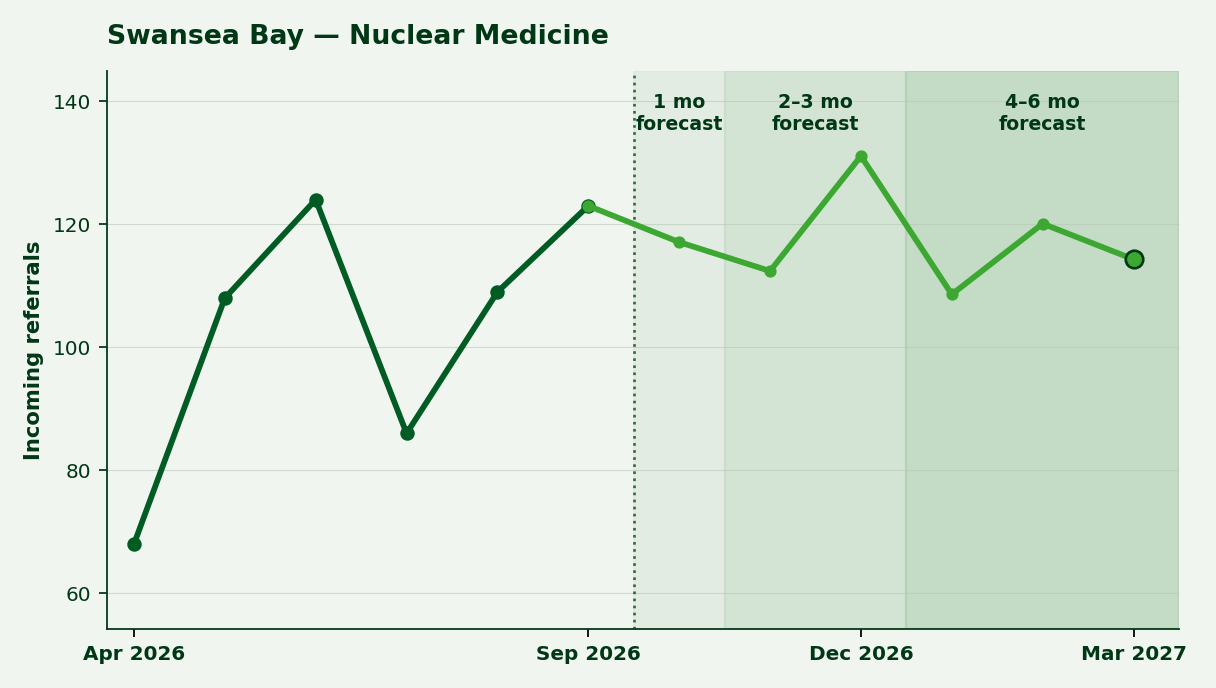 Swansea Bay — Nuclear Medicine
Incoming referrals
140
120
100
80
60
1 mo
forecast
2–3 mo
forecast
4–6 mo
forecast
Apr 2026
Sep 2026
Dec 2026
Mar 2027